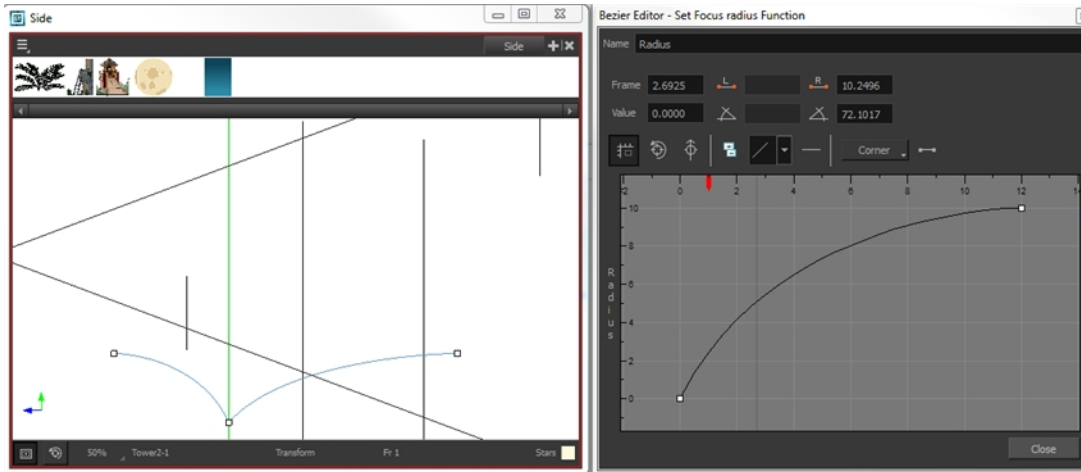 Side
Side
50%
Tower2-1
Transform
Fr 1
Stars
Bezier Editor - Set Focus radius Function
Name Radius
Frame 2.6925 L R 10.2496
Value 0.0000 72.1017
Corner
-2 0 2 4 6 8 10 12 14
10
8
6
4
2
0
Radius
Close